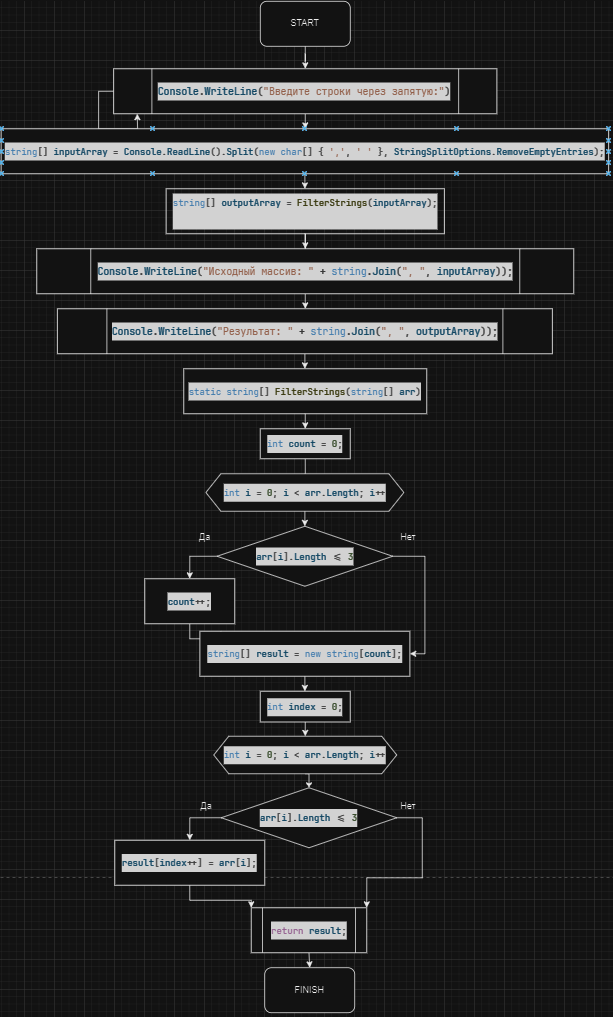 START
Console.WriteLine("Введите строки через запятую:")
string[] inputArray = Console.ReadLine().Split(new char[] { ',', ' ' }, StringSplitOptions.RemoveEmptyEntries);
string[] outputArray = FilterStrings(inputArray);
Console.WriteLine("Исходный массив: " + string.Join(", ", inputArray));
Console.WriteLine("Результат: " + string.Join(", ", outputArray));
static string[] FilterStrings(string[] arr)
int count = 0;
int i = 0; i < arr.Length; i++
Да
Нет
arr[i].Length ⩽ 3
count++;
string[] result = new string[count];
int index = 0;
int i = 0; i < arr.Length; i++
Да
Нет
arr[i].Length ⩽ 3
result[index++] = arr[i];
return result;
FINISH